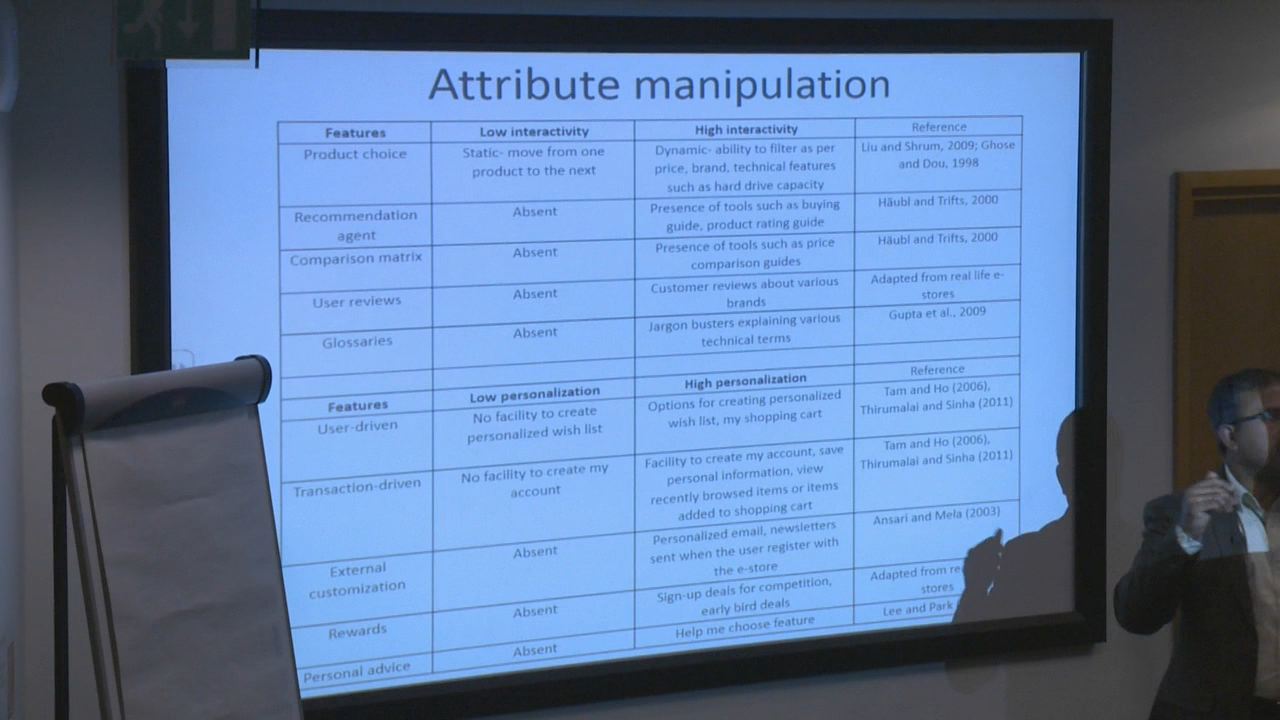 Attribute manipulation
Features Low interactivity High interactivity Reference
Product choice Static- move from one Dynamic- ability to filter as per Liu and Shrum, 2009; Ghose
product to the next price, brand, technical features and Dou, 1998
such as hard drive capacity
Recommendation Absent Presence of tools such as buying Häubl and Trifts, 2000
agent guide, product rating guide
Comparison matrix Absent Presence of tools such as price Häubl and Trifts, 2000
comparison guides
User reviews Absent Customer reviews about various Adapted from real life e-
brands stores
Glossaries Absent Jargon busters explaining various Gupta et al., 2009
technical terms
Features Low personalization High personalization Reference
User-driven No facility to create Options for creating personalized Tam and Ho (2006),
personalized wish list wish list, my shopping cart Thirumalai and Sinha (2011)
Transaction-driven No facility to create my Facility to create my account, save Tam and Ho (2006),
account personal information, view Thirumalai and Sinha (2011)
recently browsed items or items
added to shopping cart
External Absent Personalized email, newsletters Ansari and Mela (2003)
customization sent when the user register with
the e-store
Rewards Absent Sign-up deals for competition, Adapted from re
early bird deals stores
Personal advice Absent Help me choose feature Lee and Park